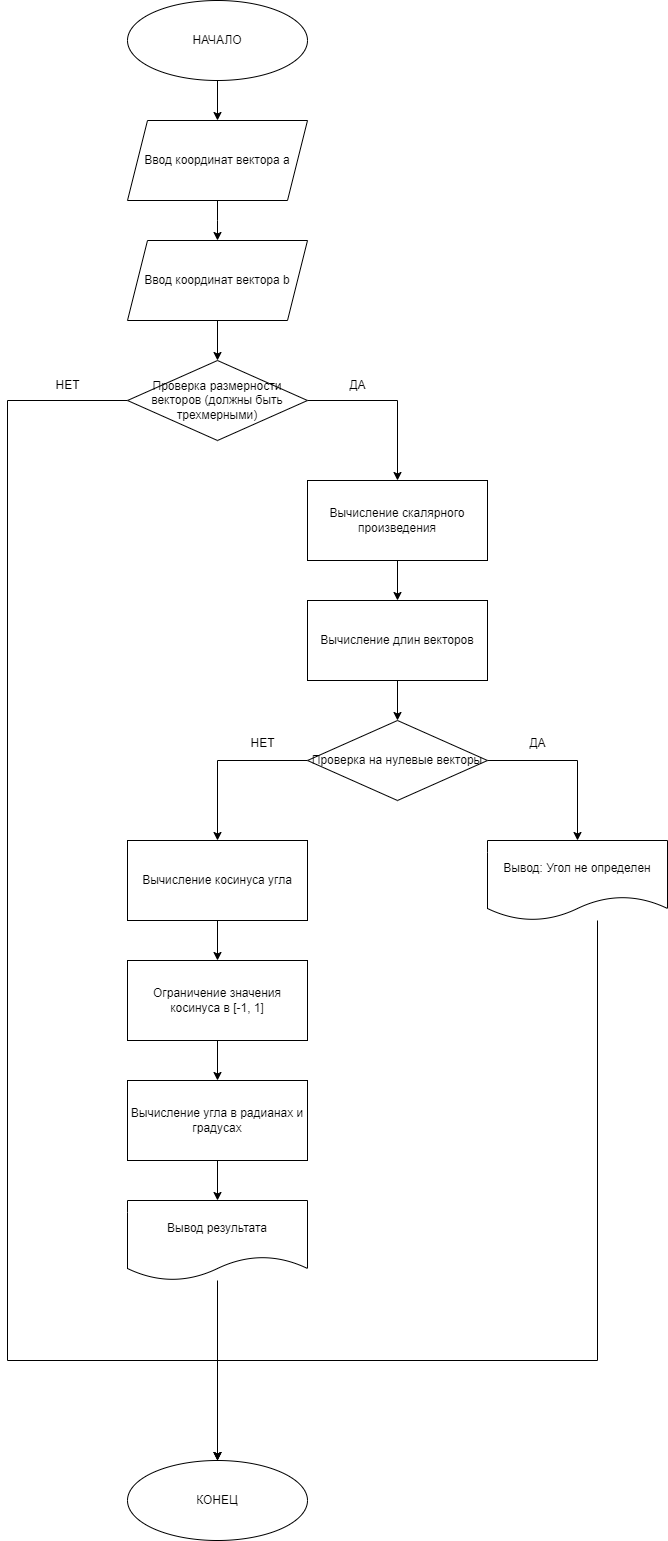 НАЧАЛО
Ввод координат вектора a
Ввод координат вектора b
НЕТ
Проверка размерности
векторов (должны быть
трехмерными)
ДА
Вычисление скалярного
произведения
Вычисление длин векторов
НЕТ
Проверка на нулевые векторы
ДА
Вычисление косинуса угла
Вывод: Угол не определен
Ограничение значения
косинуса в [-1, 1]
Вычисление угла в радианах и
градусах
Вывод результата
КОНЕЦ